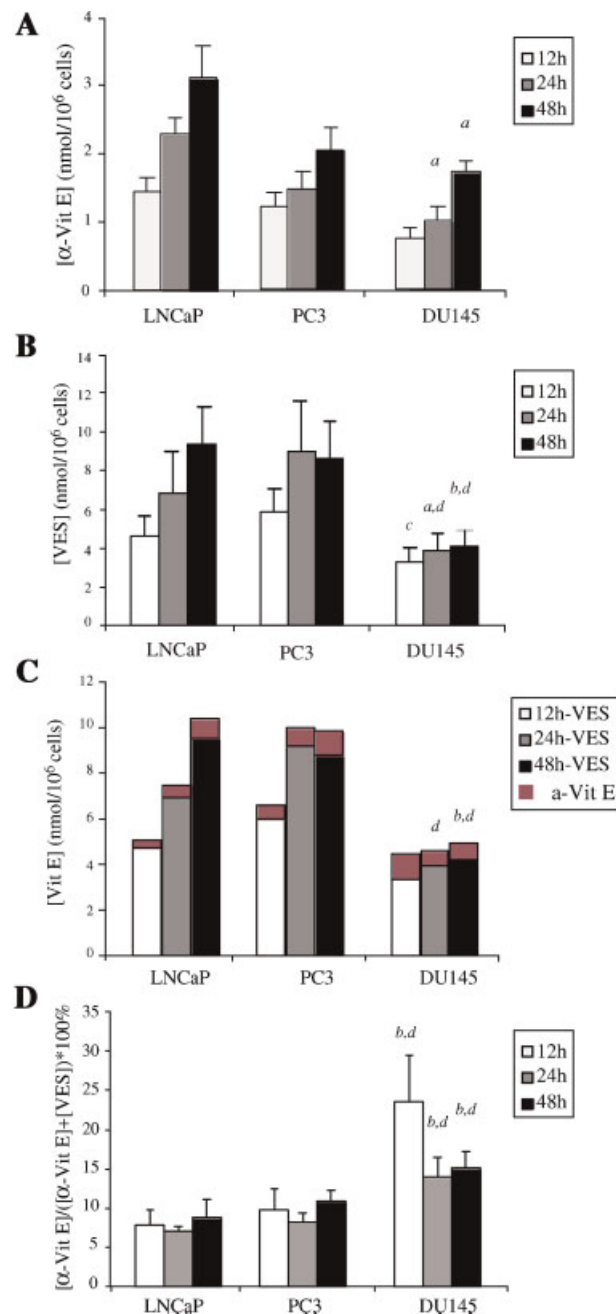 A
[α-Vit E] (nmol/10⁶ cells)
4
3
2
1
0
12h
24h
48h
a
a
LNCaP
PC3
DU145
B
[VES] (nmol/10⁶ cells)
14
12
10
8
6
4
2
0
12h
24h
48h
c
a,d
b,d
LNCaP
PC3
DU145
C
[Vit E] (nmol/10⁶ cells)
12
10
8
6
4
2
0
12h-VES
24h-VES
48h-VES
a-Vit E
d
b,d
LNCaP
PC3
DU145
D
[α-Vit E]/([α-Vit E]+[VES])*100%
35
30
25
20
15
10
5
0
12h
24h
48h
b,d
b,d
b,d
LNCaP
PC3
DU145